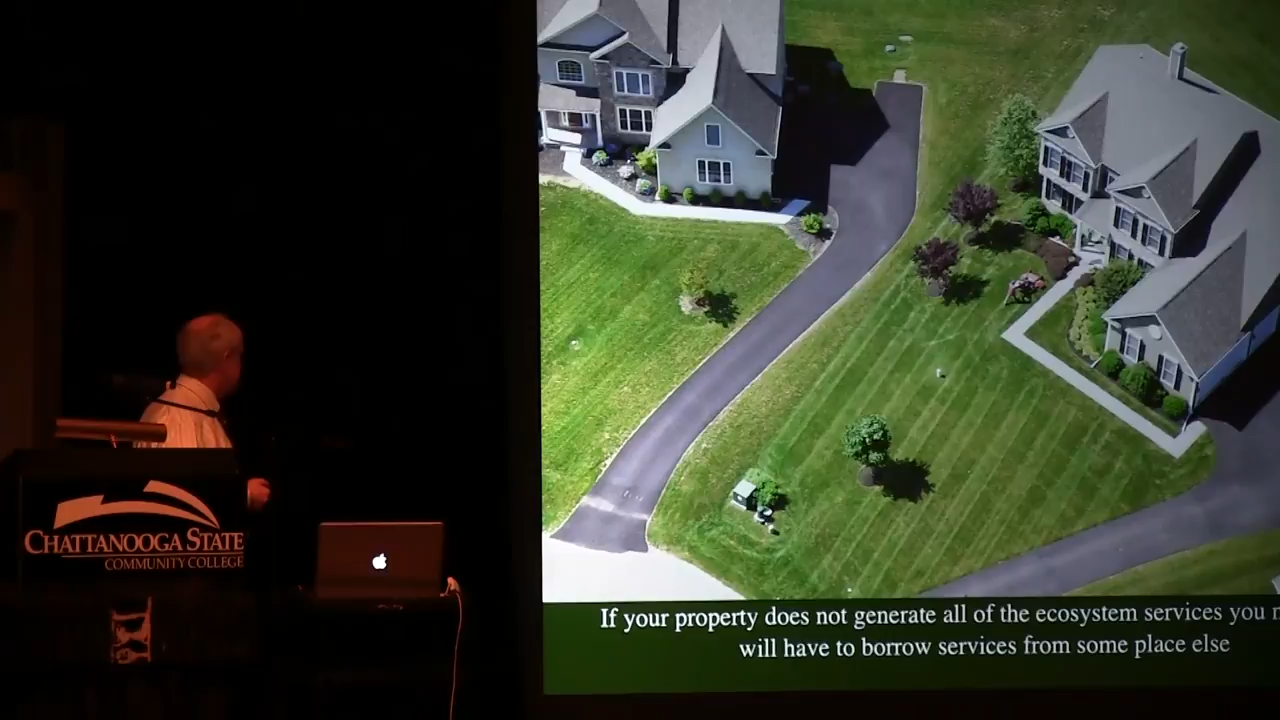 CHATTANOOGA STATE
COMMUNITY COLLEGE
If your property does not generate all of the ecosystem services you
will have to borrow services from some place else